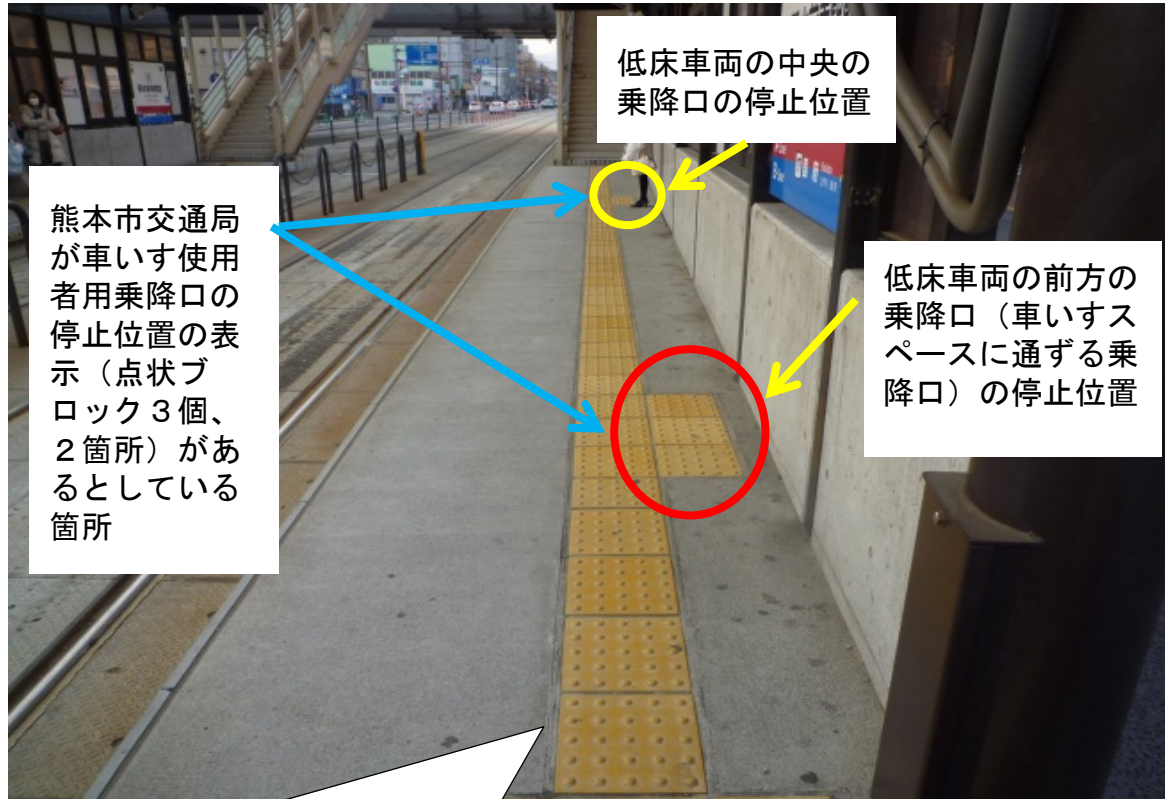 低床車両の中央の
乗降口の停止位置
熊本市交通局
が車いす使用
者用乗降口の
停止位置の表
示（点状ブ
ロック３個、
２箇所）があ
るとしている
箇所
低床車両の前方の
乗降口（車いすス
ペースに通ずる乗
降口）の停止位置